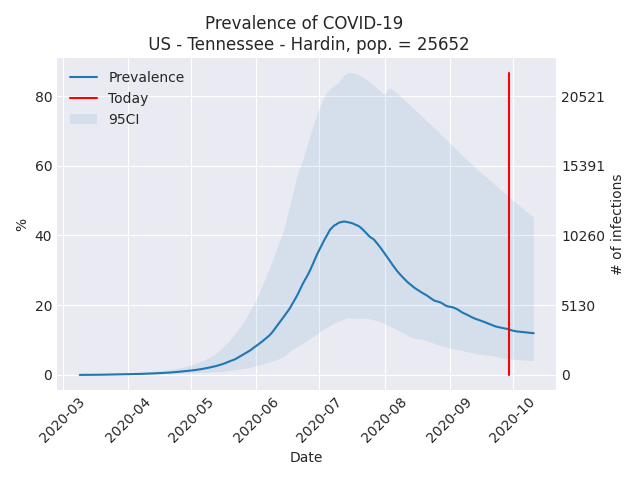 Prevalence of COVID-19
US - Tennessee - Hardin, pop. = 25652
Prevalence
Today
95CI
80
60
40
20
0
%
20521
15391
10260
5130
0
# of infections
2020-03
2020-04
2020-05
2020-06
2020-07
2020-08
2020-09
2020-10
Date